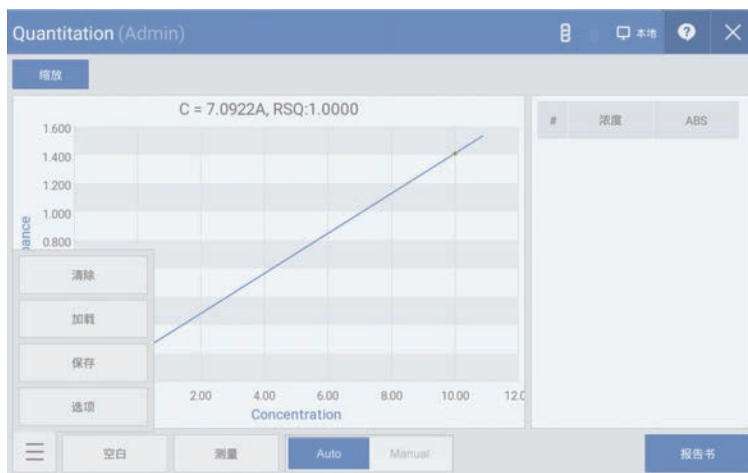 Quantitation (Admin)
本地
缩放
C = 7.0922A, RSQ:1.0000
# 浓度 ABS
1.600
1.400
1.200
1.000
0.800
清除
加载
保存
选项
2.00 4.00 6.00 8.00 10.00 12.0
Concentration
空白 测量 Auto Manual 报告书